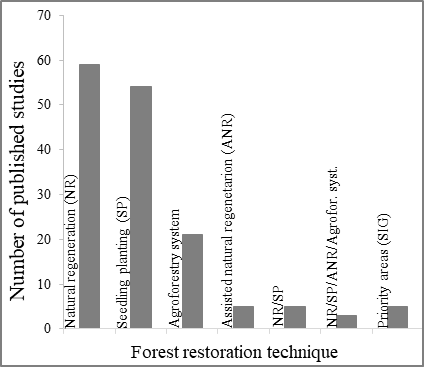 70
60
50
40
30
20
10
0
Number of published studies
Natural regeneration (NR)
Seedling planting (SP)
Agroforestry system
Assisted natural regenetarion (ANR)
NR/SP
NR/SP/ANR/Agrofor. syst.
Priority areas (SIG)
Forest restoration technique